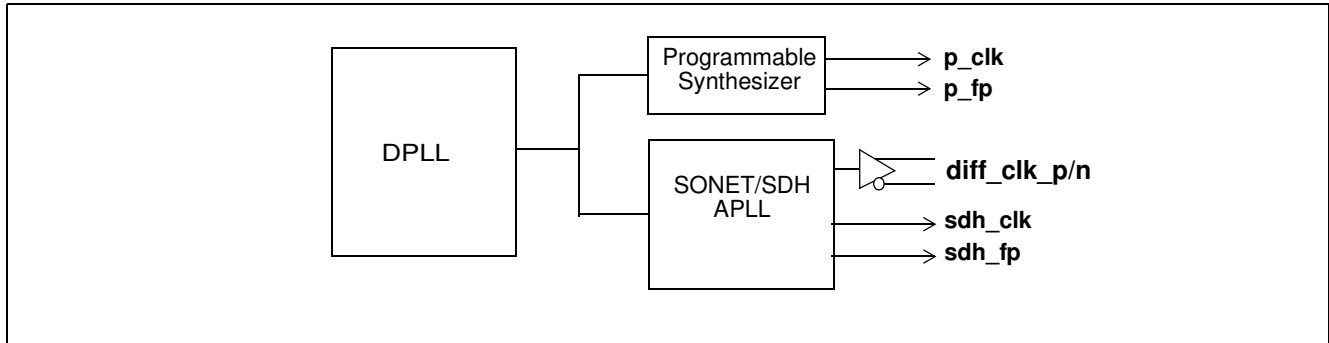 DPLL
Programmable
Synthesizer
p_clk
p_fp
SONET/SDH
APLL
diff_clk_p/n
sdh_clk
sdh_fp